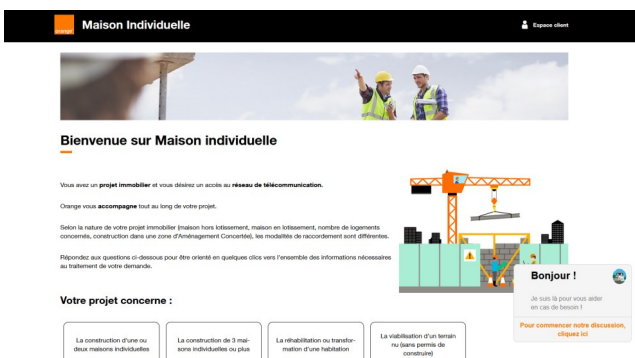 orange
Maison Individuelle
Espace client
Bienvenue sur Maison individuelle
Vous avez un projet immobilier et vous désirez un accès au réseau de télécommunication.
Orange vous accompagne tout au long de votre projet.
Selon la nature de votre projet immobilier (maison hors lotissement, maison en lotissement, nombre de logements
concernés, construction dans une zone d'Aménagement Concertée), les modalités de raccordement sont différentes.
Répondez aux questions ci-dessous pour être orienté en quelques clics vers l'ensemble des informations nécessaires
au traitement de votre demande.
Bonjour !
Je suis là pour vous aider
en cas de besoin !
Pour commencer notre discussion,
cliquez ici
Votre projet concerne :
La construction d'une ou
deux maisons individuelles
La construction de 3 mai-
sons individuelles ou plus
La réhabilitation ou transfor-
mation d'une habitation
La viabilisation d'un terrain
nu (sans permis de
construire)